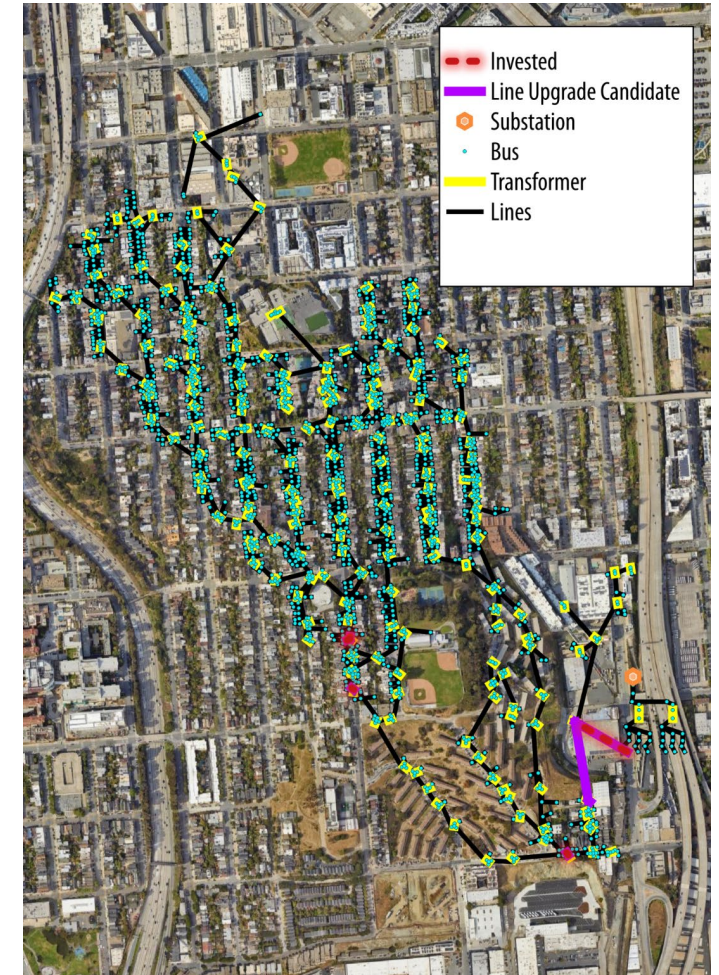 Invested
Line Upgrade Candidate
Substation
Bus
Transformer
Lines